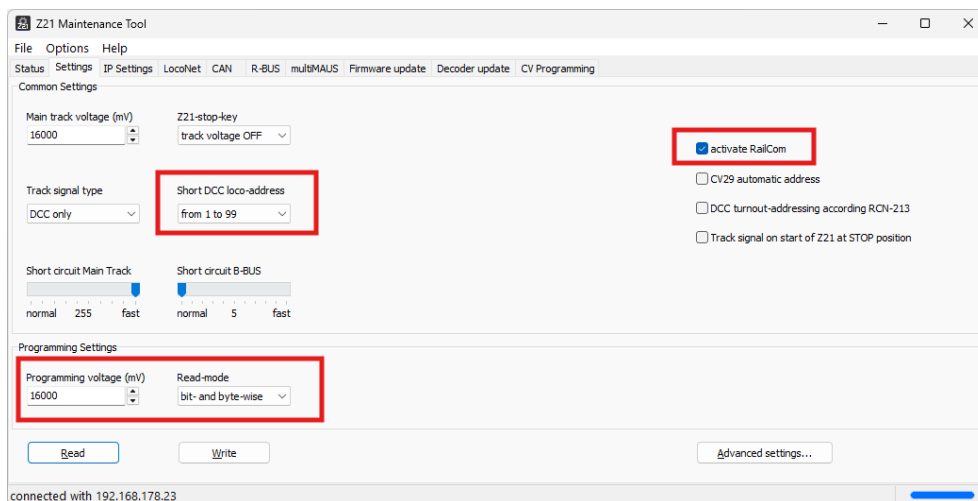 Z21 Maintenance Tool
File Options Help
Status Settings IP Settings LocoNet CAN R-BUS multiMAUS Firmware update Decoder update CV Programming
Common Settings
Main track voltage (mV) Z21-stop-key
16000 track voltage OFF
activate RailCom
CV29 automatic address
Track signal type Short DCC loco-address
DCC only from 1 to 99
DCC turnout-addressing according RCN-213
Track signal on start of Z21 at STOP position
Short circuit Main Track Short circuit B-BUS
normal 255 fast normal 5 fast
Programming Settings
Programming voltage (mV) Read-mode
16000 bit- and byte-wise
Read Write Advanced settings...
connected with 192.168.178.23